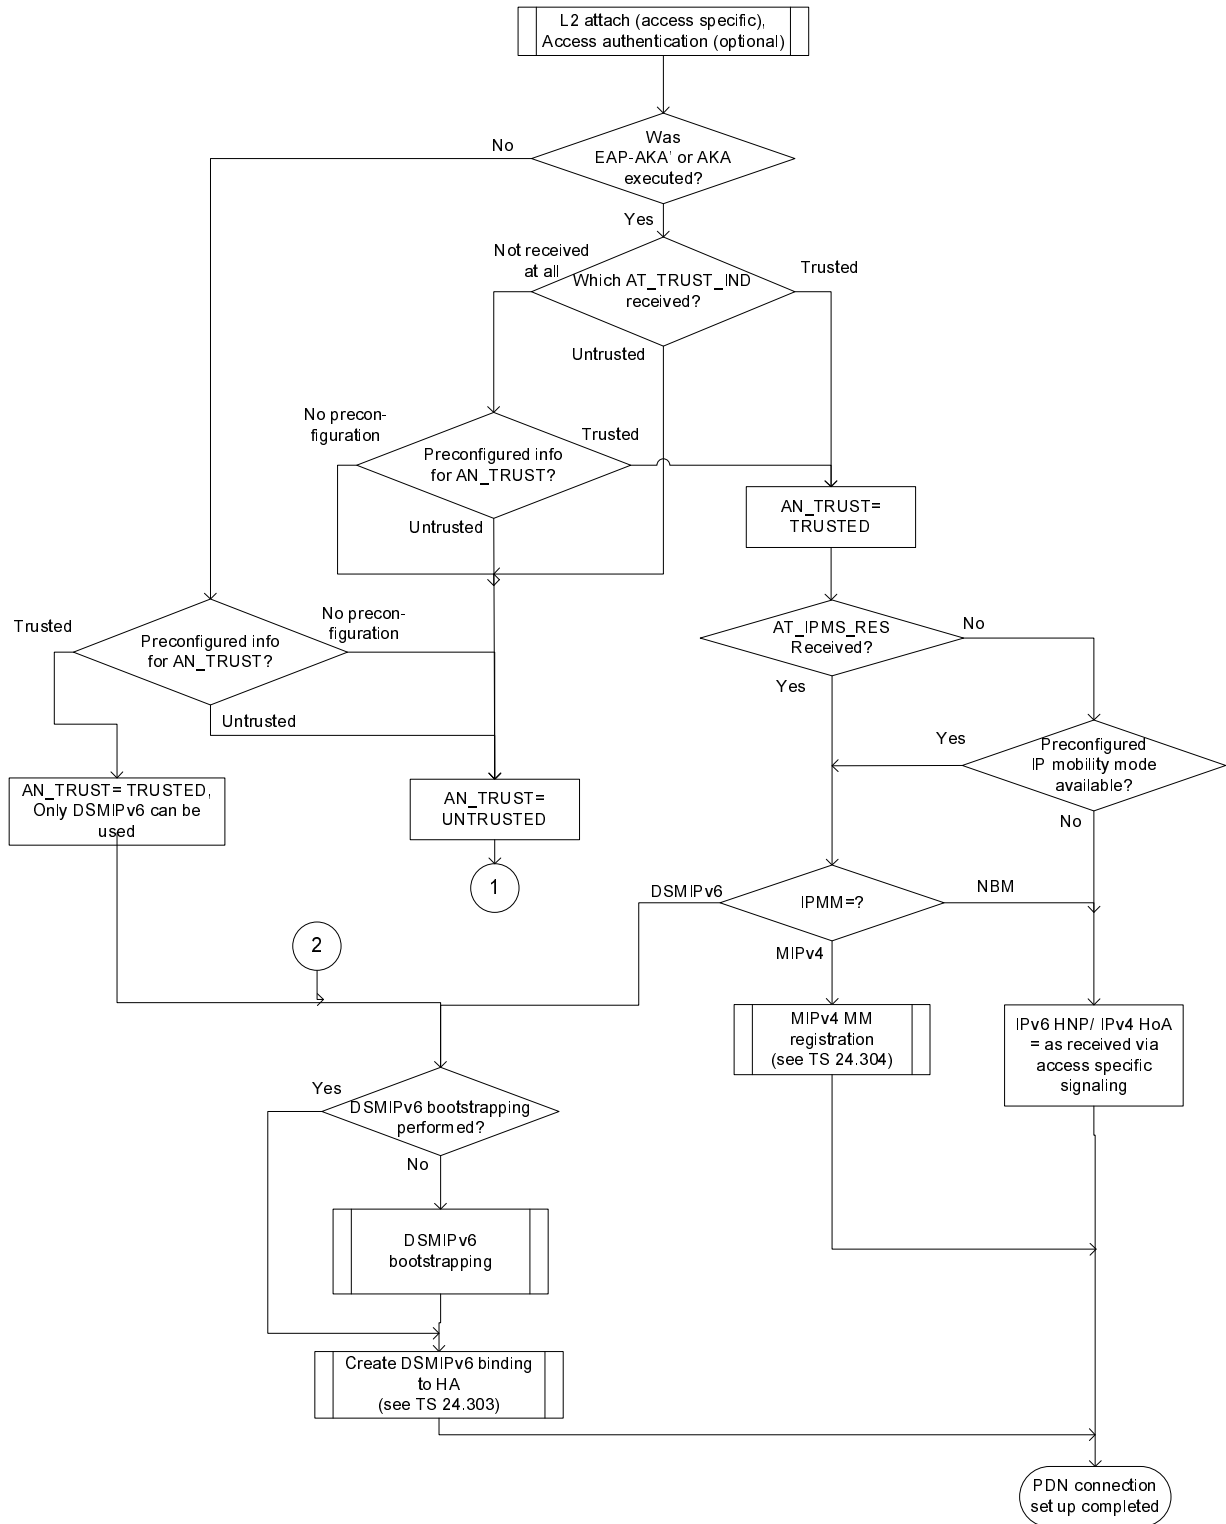 L2 attach (access specific),
Access authentication (optional)
Was
EAP-AKA' or AKA
executed?
No
Yes
Not received
at all
Which AT_TRUST_IND
received?
Trusted
Untrusted
No precon-
figuration
Preconfigured info
for AN_TRUST?
Trusted
Untrusted
AN_TRUST=
TRUSTED
Trusted
Preconfigured info
for AN_TRUST?
No precon-
figuration
Untrusted
AT_IPMS_RES
Received?
No
Yes
Preconfigured
IP mobility mode
available?
Yes
No
AN_TRUST= TRUSTED,
Only DSMIPv6 can be
used
AN_TRUST=
UNTRUSTED
1
DSMIPv6
IPMM=?
NBM
MIPv4
2
MIPv4 MM
registration
(see TS 24.304)
IPv6 HNP/ IPv4 HoA
= as received via
access specific
signaling
Yes
DSMIPv6 bootstrapping
performed?
No
DSMIPv6
bootstrapping
Create DSMIPv6 binding
to HA
(see TS 24.303)
PDN connection
set up completed